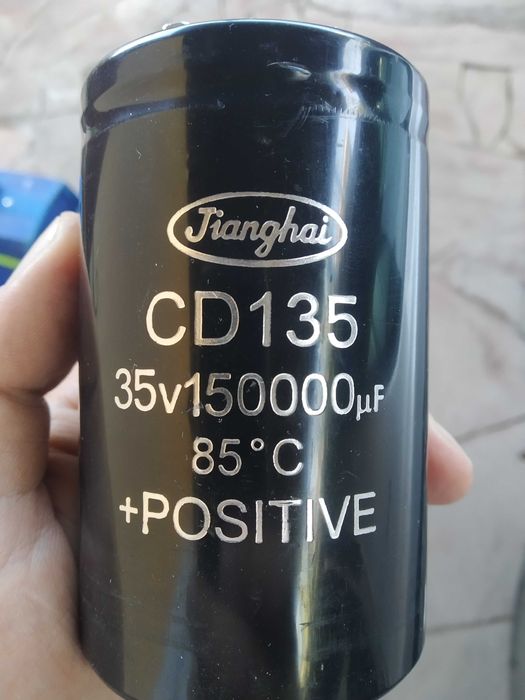 Jianghai
CD135
35v150000µF
85°C
+POSITIVE